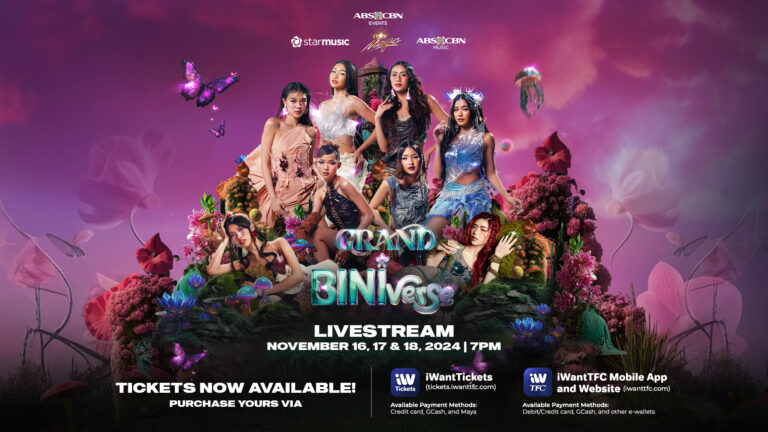 ABS-CBN
EVENTS
starmusic
STAR
Magic
ABS-CBN
MUSIC
GRAND
BINIverse
LIVESTREAM
NOVEMBER 16, 17 & 18, 2024 | 7PM
TICKETS NOW AVAILABLE!
PURCHASE YOURS VIA
iW
Tickets
iWantTickets
(tickets.iwanttfc.com)
Available Payment Methods:
Credit card, GCash, and Maya
iW
TFC
iWantTFC Mobile App
and Website (iwanttfc.com)
Available Payment Methods:
Debit/Credit card, GCash, and other e-wallets